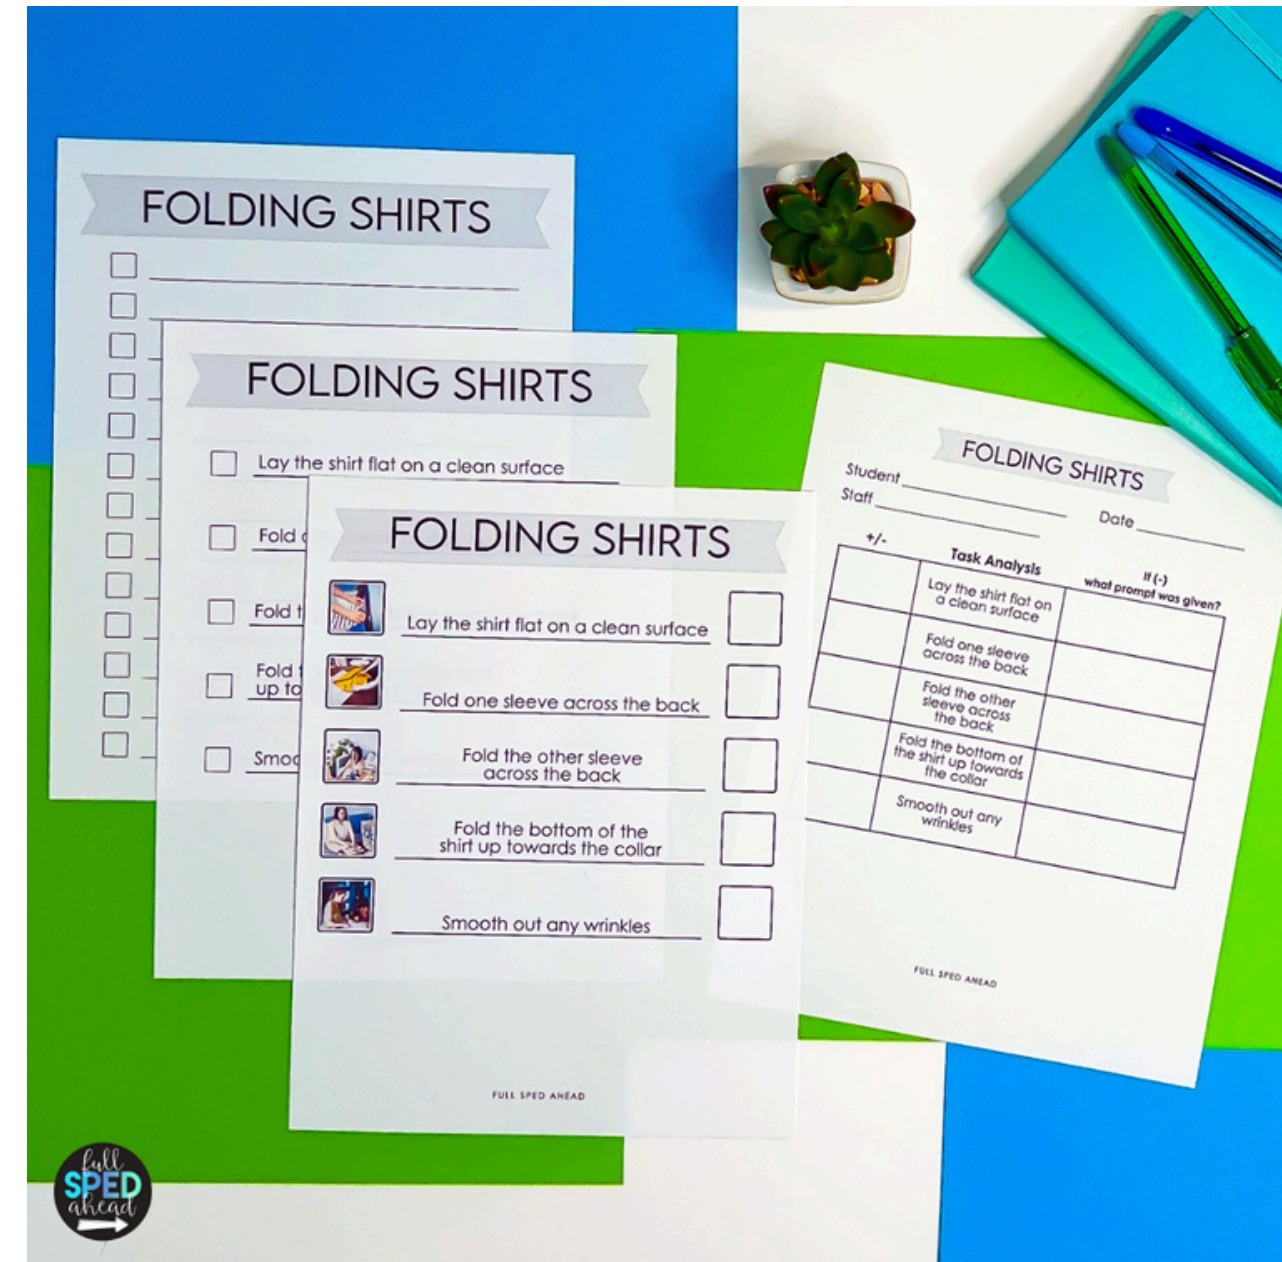 FOLDING SHIRTS
FOLDING SHIRTS
Lay the shirt flat on a clean surface
Fold
Fold
Fold
up to
FOLDING SHIRTS
Lay the shirt flat on a clean surface
Fold one sleeve across the back
Fold the other sleeve
across the back
Fold the bottom of the
shirt up towards the collar
Smooth out any wrinkles
FULL SPED AHEAD
FOLDING SHIRTS
Student
Staff
Date
+/-
Task Analysis
If (-)
what prompt was given?
Lay the shirt flat on
a clean surface
Fold one sleeve
across the back
Fold the other
sleeve across
the back
Fold the bottom of
the shirt up towards
the collar
Smooth out any
wrinkles
FULL SPED AHEAD
full
SPED
ahead